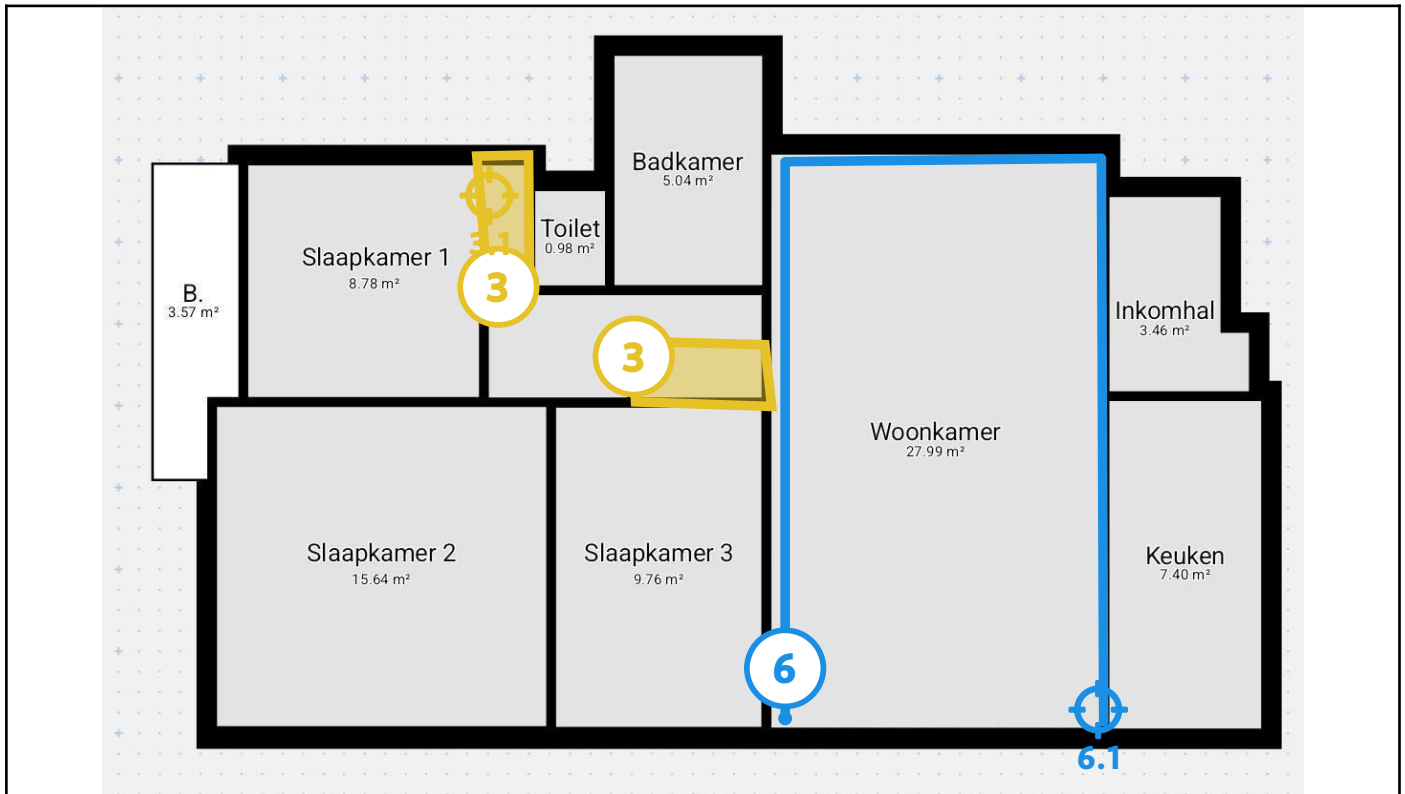 Badkamer
5.04 m²
Toilet
0.98 m²
3.1
3
Slaapkamer 1
8.78 m²
B.
3.57 m²
Inkomhal
3.46 m²
3
Woonkamer
27.99 m²
Slaapkamer 2
15.64 m²
Slaapkamer 3
9.76 m²
Keuken
7.40 m²
6
6.1